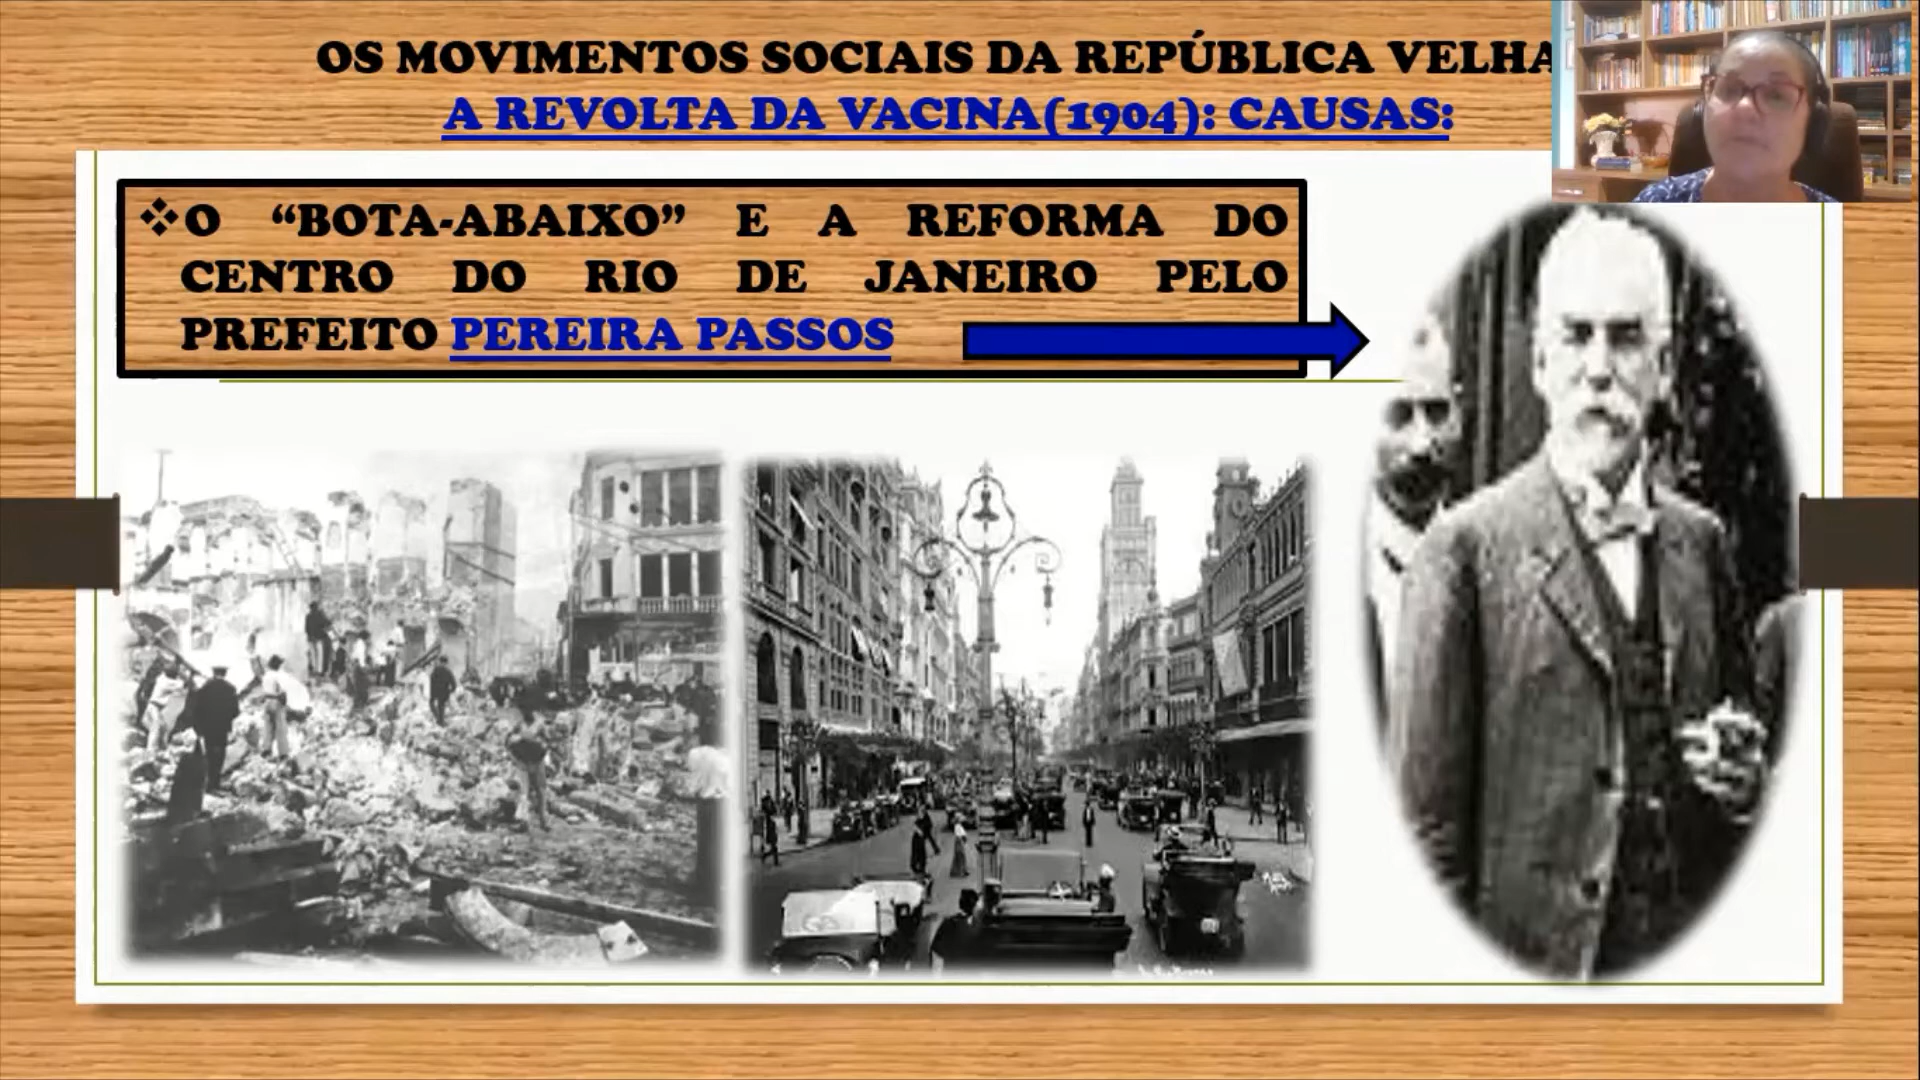 OS MOVIMENTOS SOCIAIS DA REPÚBLICA VELHA
A REVOLTA DA VACINA(1904): CAUSAS:
O “BOTA-ABAIXO” E A REFORMA DO
CENTRO DO RIO DE JANEIRO PELO
PREFEITO PEREIRA PASSOS